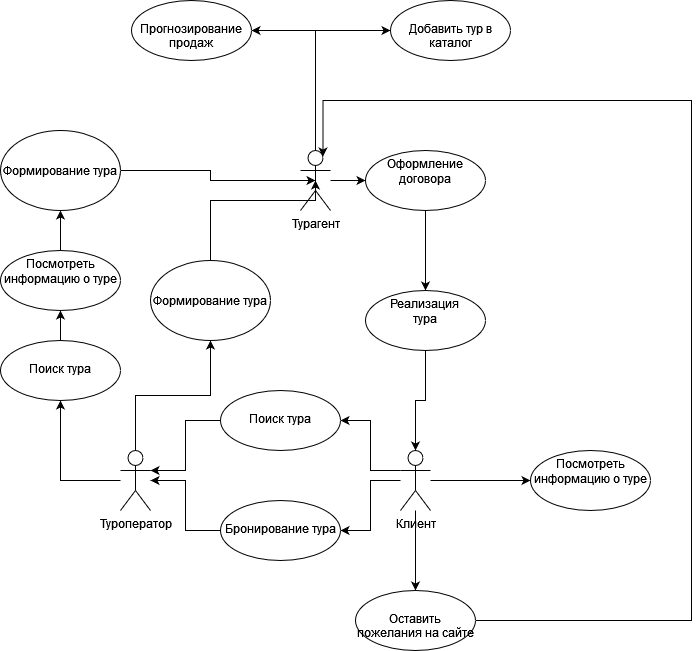 Прогнозирование
продаж
Добавить тур в
каталог
Формирование тура
Оформление
договора
Турагент
Посмотреть
информацию о туре
Формирование тура
Реализация
тура
Поиск тура
Поиск тура
Посмотреть
информацию о туре
Туроператор
Бронирование тура
Клиент
Оставить
пожелания на сайте